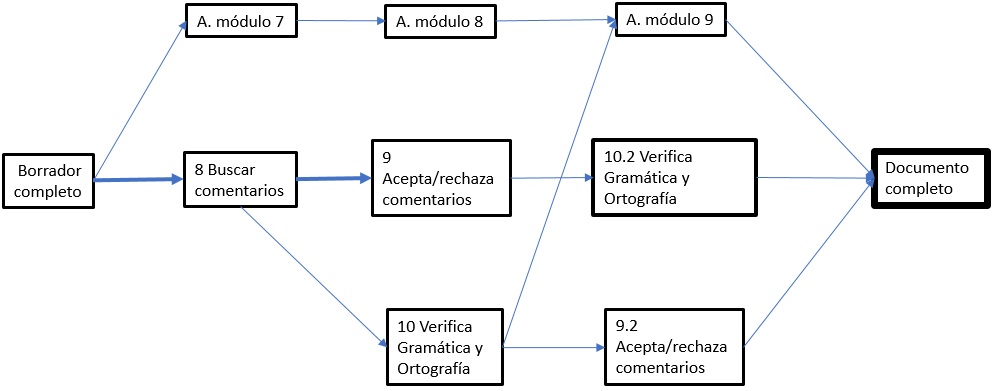 A. módulo 7
A. módulo 8
A. módulo 9
Borrador
completo
8 Buscar
comentarios
9
Acepta/rechaza
comentarios
10.2 Verifica
Gramática y
Ortografía
Documento
completo
10 Verifica
Gramática y
Ortografía
9.2
Acepta/rechaza
comentarios